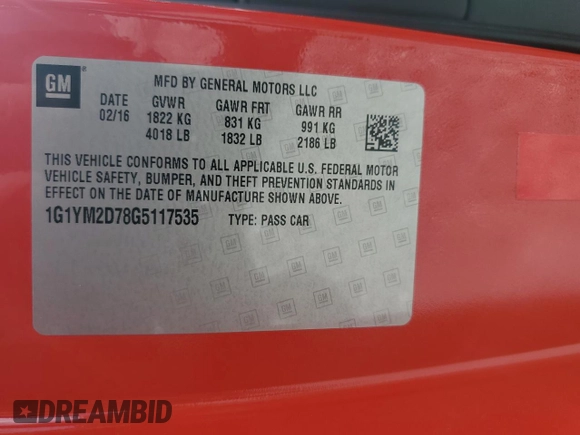 GM
MFD BY GENERAL MOTORS LLC
DATE GVWR GAWR FRT GAWR RR
02/16 1822 KG 831 KG 991 KG
4018 LB 1832 LB 2186 LB
THIS VEHICLE CONFORMS TO ALL APPLICABLE U.S. FEDERAL MOTOR
VEHICLE SAFETY, BUMPER, AND THEFT PREVENTION STANDARDS IN
EFFECT ON THE DATE OF MANUFACTURE SHOWN ABOVE.
1G1YM2D78G5117535 TYPE: PASS CAR
DREAMBID